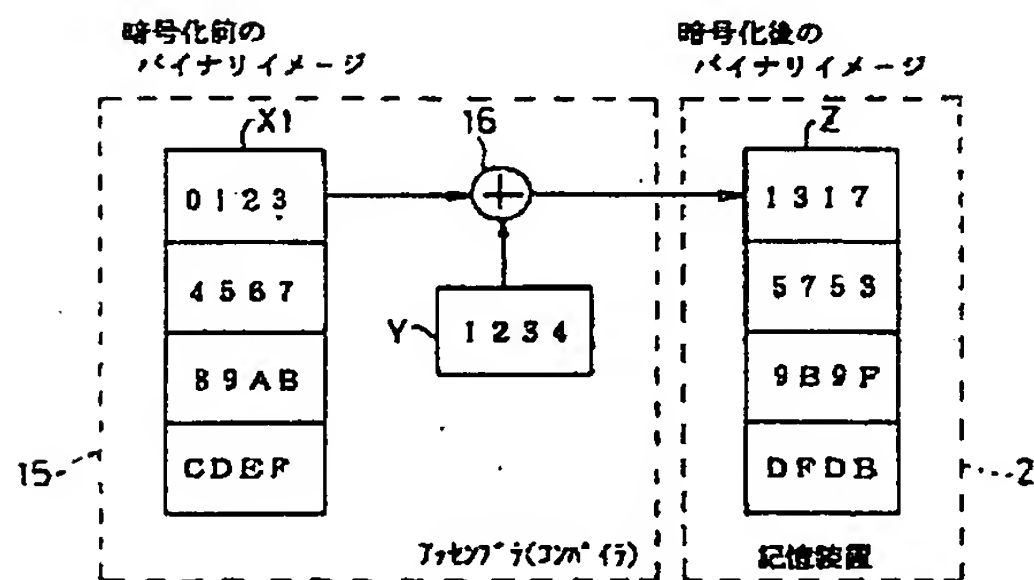 暗号化前の
バイナリイメージ
暗号化後の
バイナリイメージ
X1
16
Z
0123
1317
4567
5753
Y
1234
89AB
9B9F
15
CDEF
DFDB
2
アッセンブラ(コンパイラ)
記憶装置